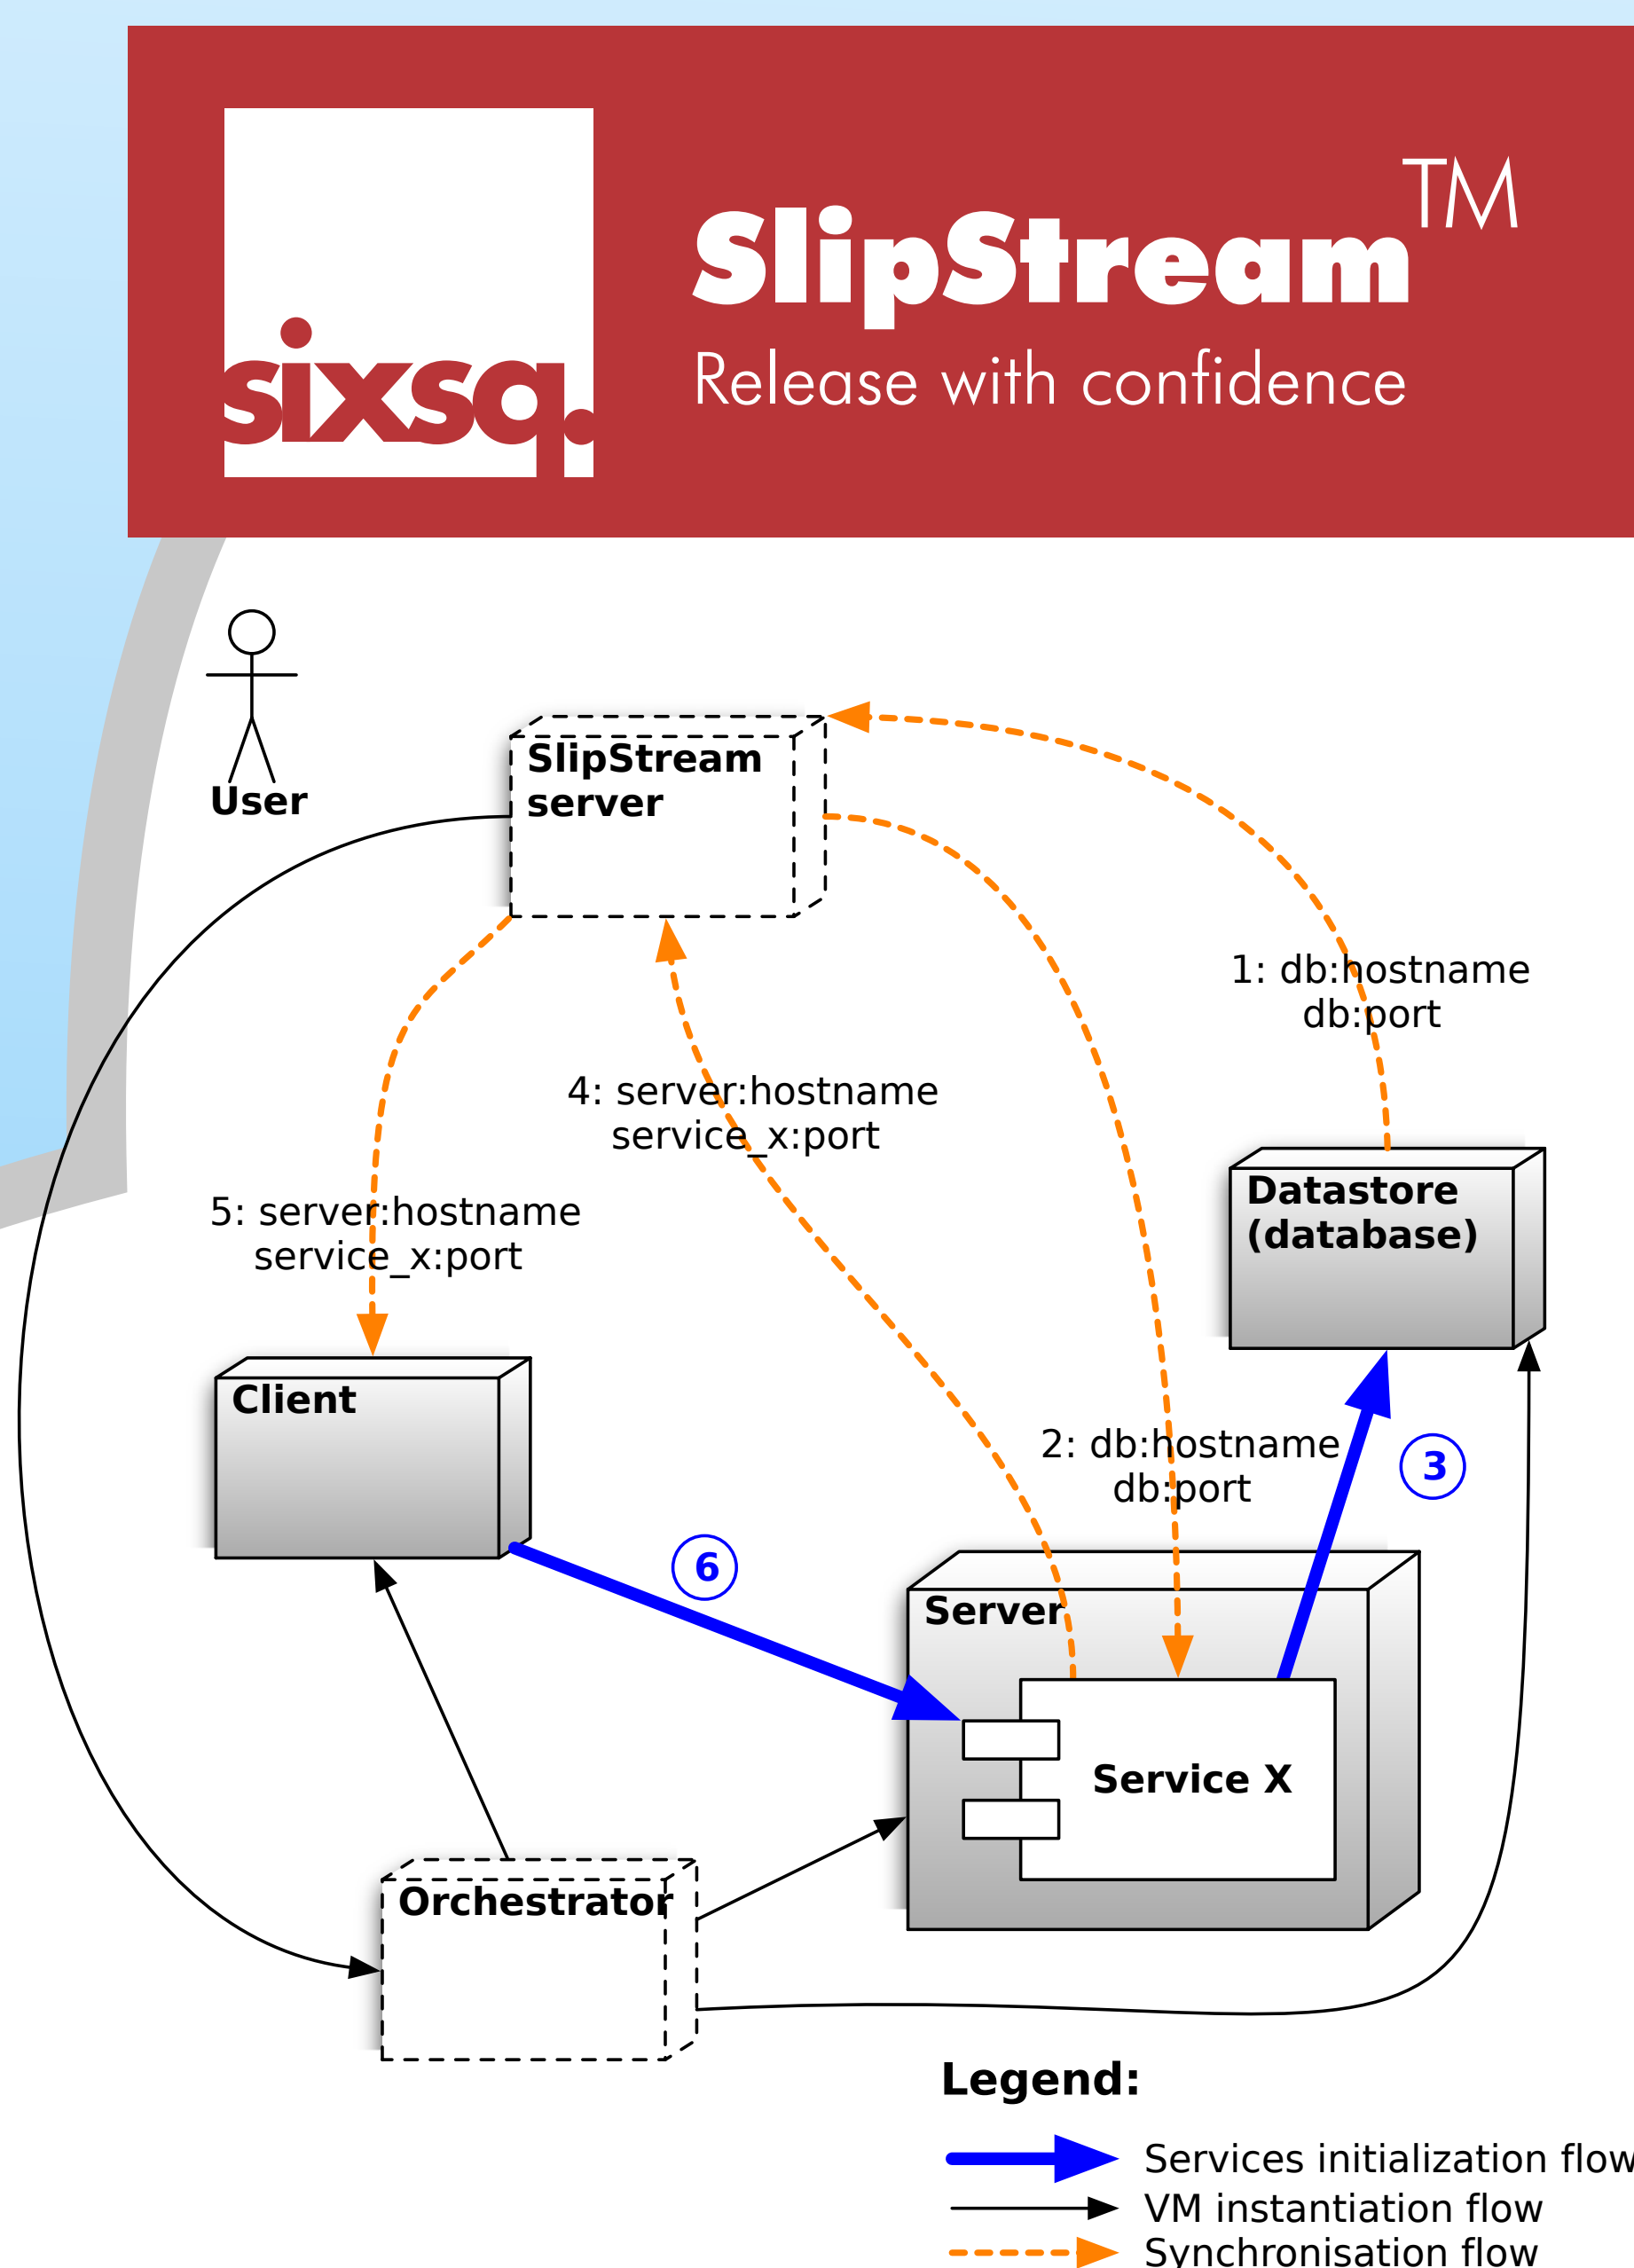 sixsq.
SlipStream™
Release with confidence
User
SlipStream
server
1: db:hostname
db:port
4: server:hostname
service_x:port
Datastore
(database)
5: server:hostname
service_x:port
Client
2: db:hostname
db:port
3
6
Server
Service X
Orchestrator
Legend:
Services initialization flow
VM instantiation flow
Synchronisation flow